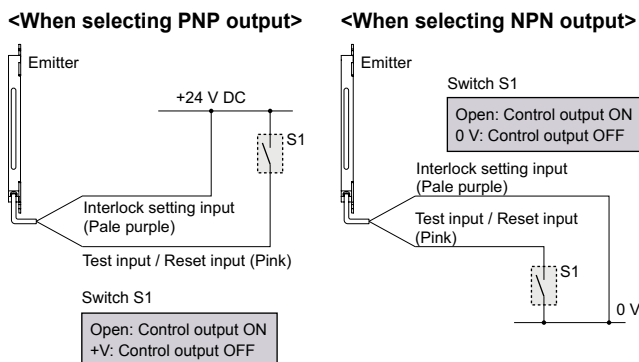 <When selecting PNP output>
Emitter
+24 V DC
S1
Interlock setting input
(Pale purple)
Test input / Reset input (Pink)
Switch S1
Open: Control output ON
+V: Control output OFF
<When selecting NPN output>
Emitter
Switch S1
Open: Control output ON
0 V: Control output OFF
Interlock setting input
(Pale purple)
Test input / Reset input
(Pink)
S1
0 V